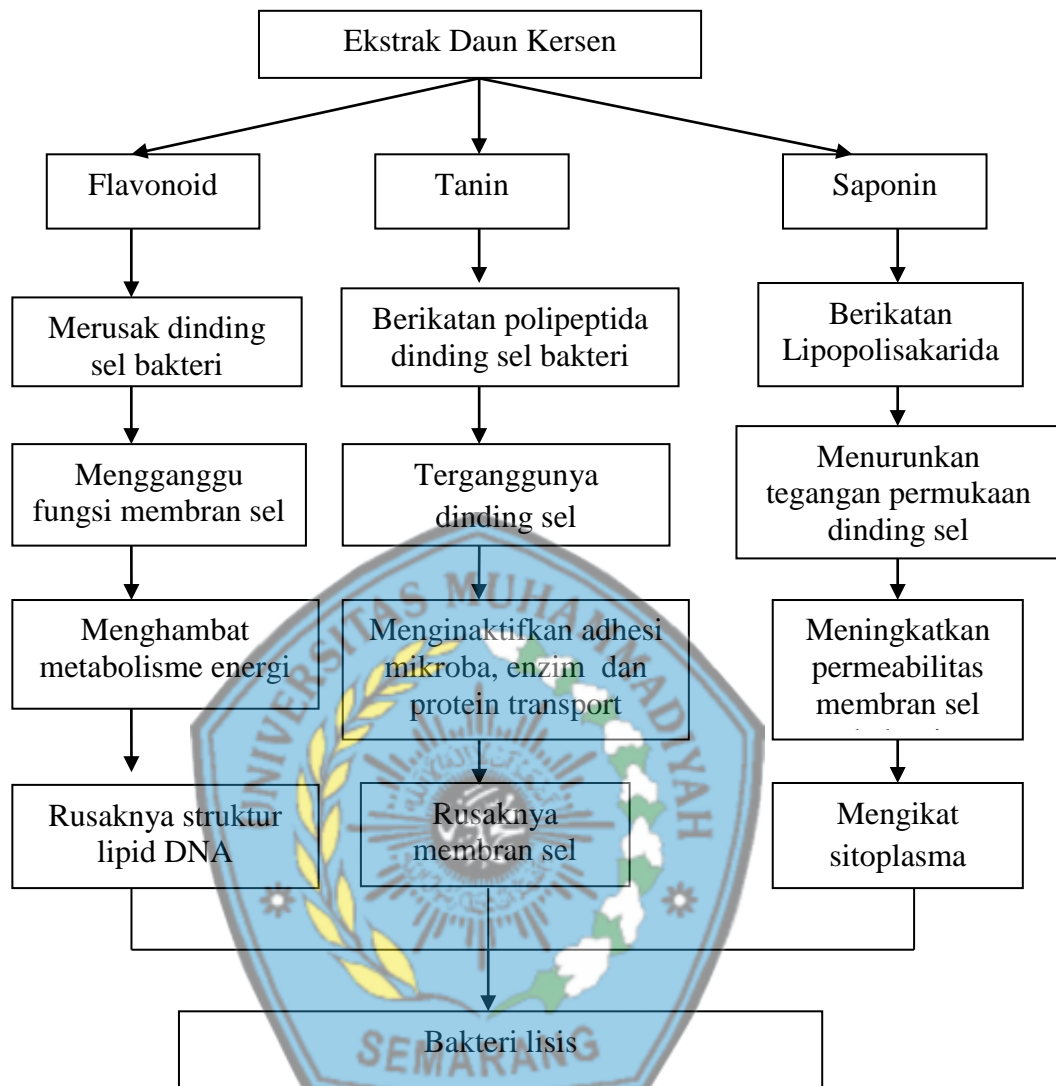 Ekstrak Daun Kersen
Flavonoid
Tanin
Saponin
Merusak dinding
sel bakteri
Berikatan polipeptida
dinding sel bakteri
Berikatan
Lipopolisakarida
Mengganggu
fungsi membran sel
Terganggunya
dinding sel
Menurunkan
tegangan permukaan
dinding sel
Menghambat
metabolisme energi
Menginaktifkan adhesi
mikroba, enzim dan
protein transport
Meningkatkan
permeabilitas
membran sel
Rusaknya struktur
lipid DNA
Rusaknya
membran sel
Mengikat
sitoplasma
Bakteri lisis
UNIVERSITAS MUHAMMADIYAH
SEMARANG